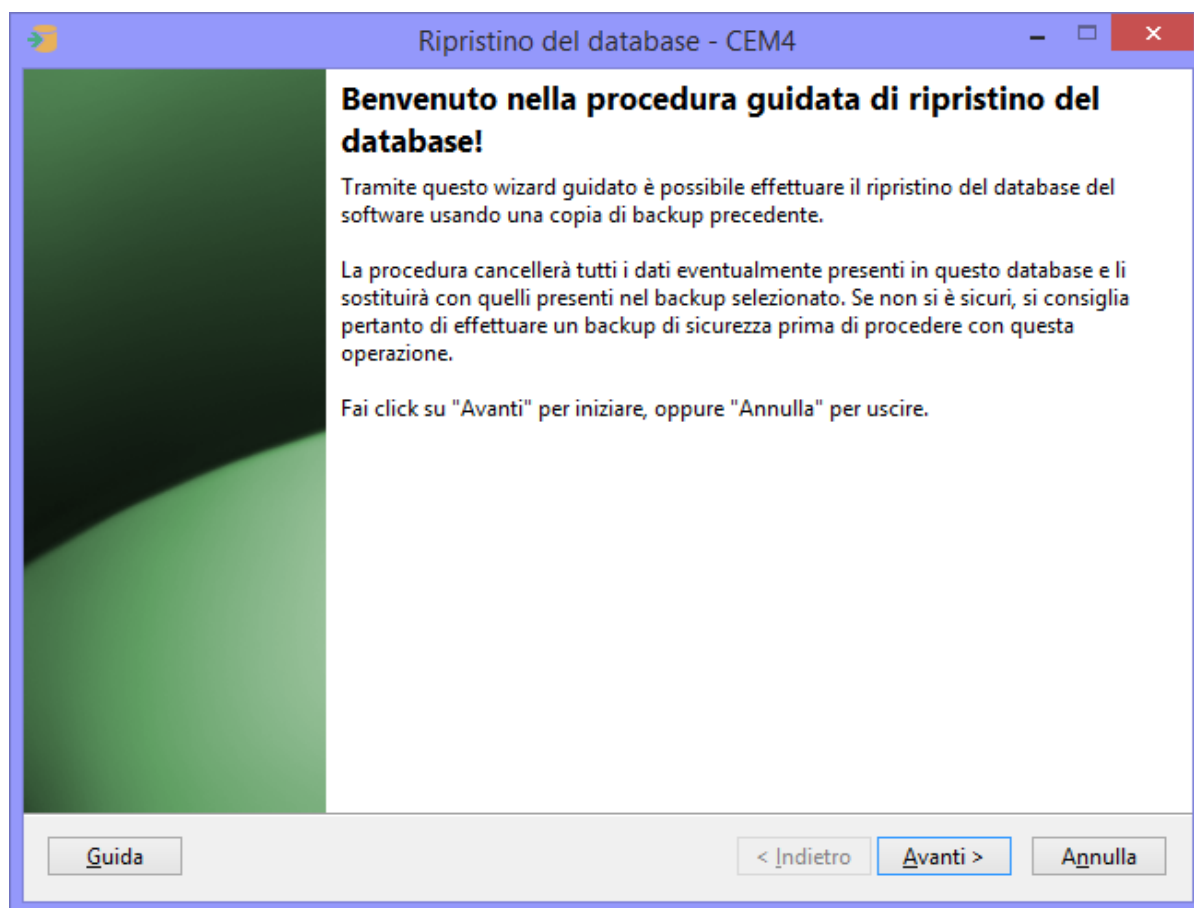 Ripristino del database - CEM4
Benvenuto nella procedura guidata di ripristino del
database!
Tramite questo wizard guidato è possibile effettuare il ripristino del database del
software usando una copia di backup precedente.
La procedura cancellerà tutti i dati eventualmente presenti in questo database e li
sostituirà con quelli presenti nel backup selezionato. Se non si è sicuri, si consiglia
pertanto di effettuare un backup di sicurezza prima di procedere con questa
operazione.
Fai click su "Avanti" per iniziare, oppure "Annulla" per uscire.
Guida
< Indietro
Avanti >
Annulla